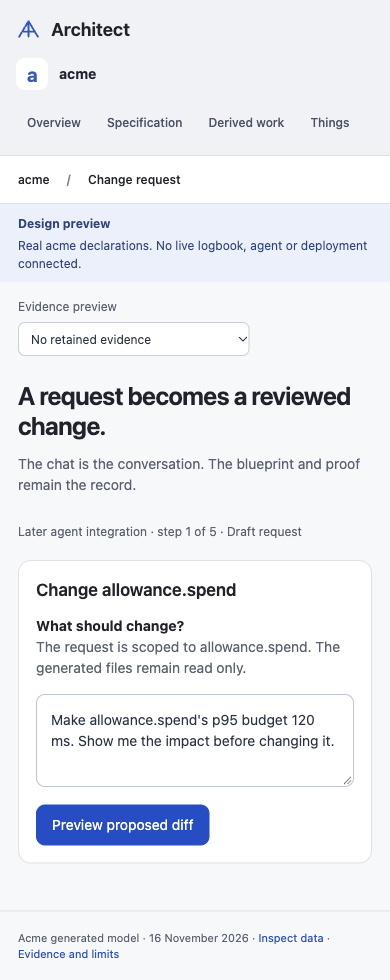 Architect
a acme
Overview Specification Derived work Things
acme / Change request
Design preview
Real acme declarations. No live logbook, agent or deployment
connected.
Evidence preview
No retained evidence
A request becomes a reviewed
change.
The chat is the conversation. The blueprint and proof
remain the record.
Later agent integration · step 1 of 5 · Draft request
Change allowance.spend
What should change?
The request is scoped to allowance.spend. The
generated files remain read only.
Make allowance.spend's p95 budget 120
ms. Show me the impact before changing it.
Preview proposed diff
Acme generated model · 16 November 2026 · Inspect data ·
Evidence and limits